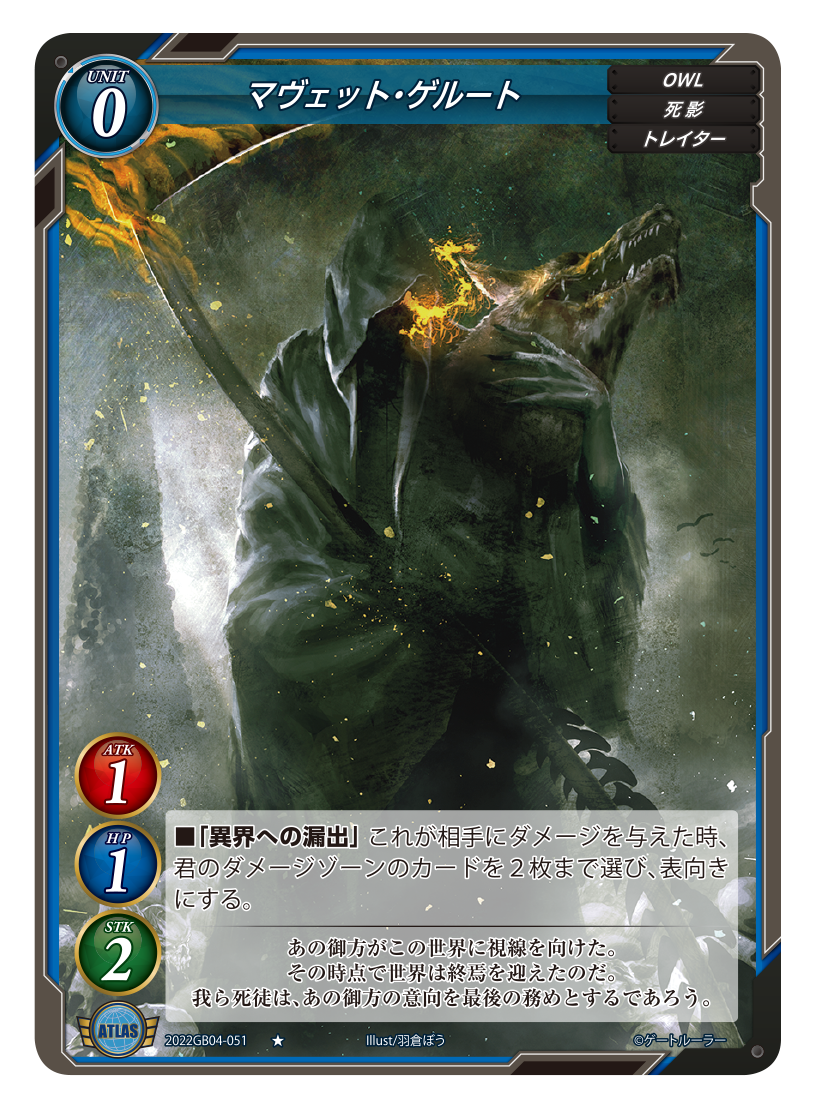 UNIT
0
マヴェット・ゲルート
OWL
死影
トレイター
ATK
1
HP
1
STK
2
■「異界への漏出」これが相手にダメージを与えた時、
君のダメージゾーンのカードを２枚まで選び、表向き
にする。
あの御方がこの世界に視線を向けた。
その時点で世界は終焉を迎えたのだ。
我ら死徒は、あの御方の意向を最後の務めとするであろう。
ATLAS
2022GB04-051 ★ Illust/羽倉ぽう ©ゲートルーラー